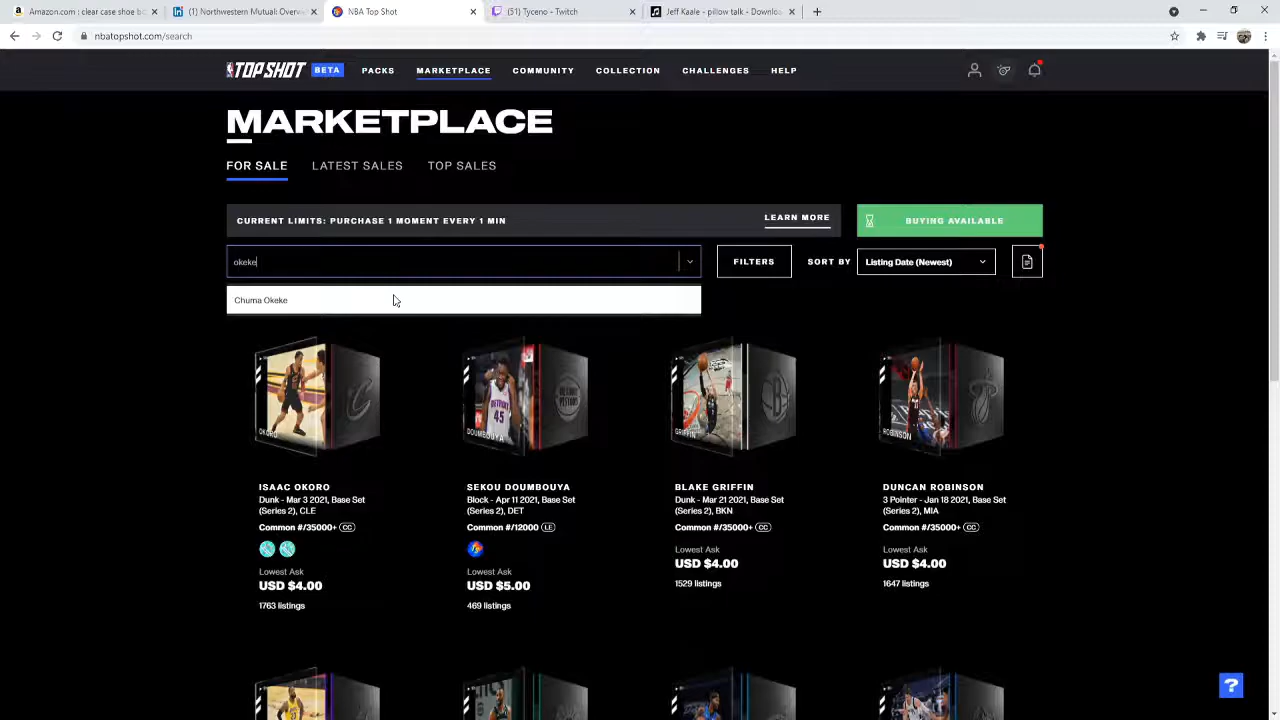 Amazon.com : clear case shoe b
Northwestern Mutual: Overv
NBA Top Shot
(51) Tyceno - Twitch
Jeff Kaale - pillow talk - Downlo
nbatopshot.com/search
TOP SHOT BETA PACKS MARKETPLACE COMMUNITY COLLECTION CHALLENGES HELP
MARKETPLACE
FOR SALE LATEST SALES TOP SALES
CURRENT LIMITS: PURCHASE 1 MOMENT EVERY 1 MIN LEARN MORE BUYING AVAILABLE
okeke FILTERS SORT BY Listing Date (Newest)
Chuma Okeke
OKORO
DETROIT
45
DOUMBOUYA
GRIFFIN
ROBINSON
ISAAC OKORO
Dunk - Mar 3 2021, Base Set
(Series 2), CLE
Common #/35000+ CC
Lowest Ask
USD $4.00
1763 listings
SEKOU DOUMBOUYA
Block - Apr 11 2021, Base Set
(Series 2), DET
Common #/12000 LE
Lowest Ask
USD $5.00
469 listings
BLAKE GRIFFIN
Dunk - Mar 21 2021, Base Set
(Series 2), BKN
Common #/35000+ CC
Lowest Ask
USD $4.00
1529 listings
DUNCAN ROBINSON
3 Pointer - Jan 18 2021, Base Set
(Series 2), MIA
Common #/35000+ CC
Lowest Ask
USD $4.00
1647 listings
?